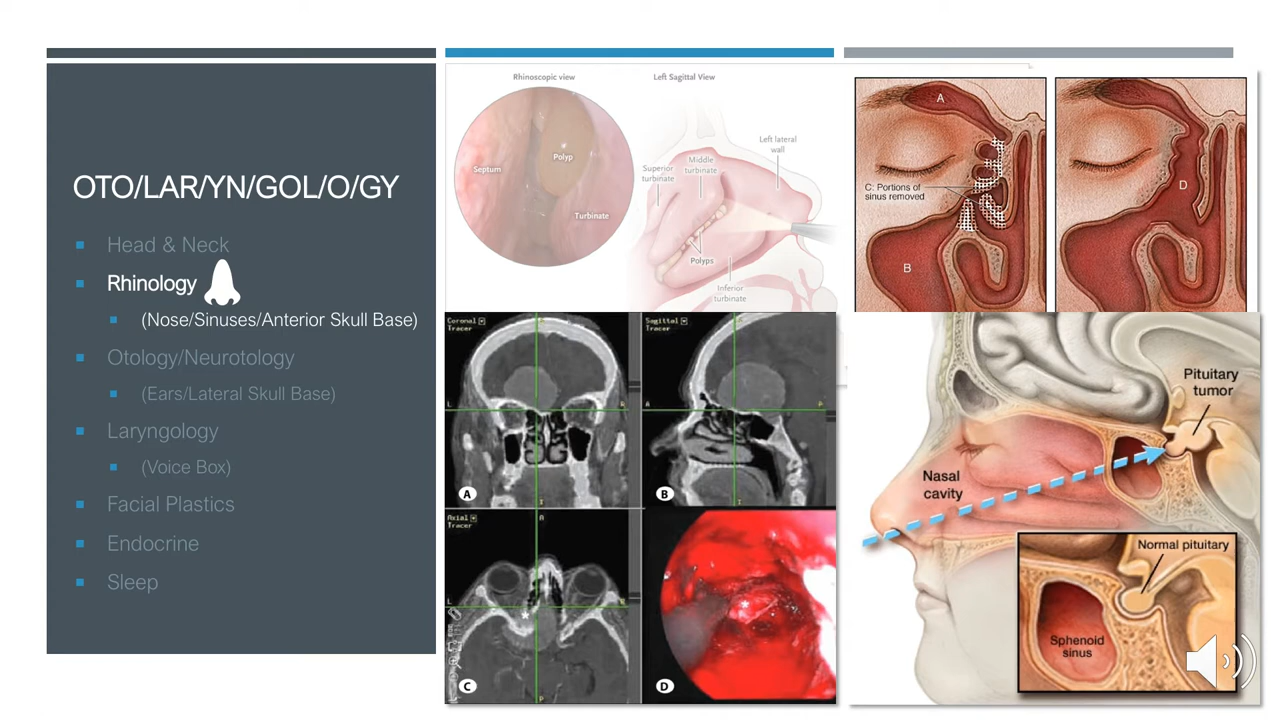 OTO/LAR/YN/GOL/O/GY
Head & Neck
Rhinology
(Nose/Sinuses/Anterior Skull Base)
Otology/Neurotology
(Ears/Lateral Skull Base)
Laryngology
(Voice Box)
Facial Plastics
Endocrine
Sleep
Rhinoscopic view
Septum
Polyp
Turbinate
Left Sagittal View
Left lateral
wall
Superior
turbinate
Middle
turbinate
Polyps
Inferior
turbinate
A
C: Portions of
sinus removed
B
D
Coronal
Tracer
L
R
I
A
Sagittal
Tracer
A
P
I
B
Axial
Tracer
A
L
R
P
C
D
Pituitary
tumor
Nasal
cavity
Normal pituitary
Sphenoid
sinus